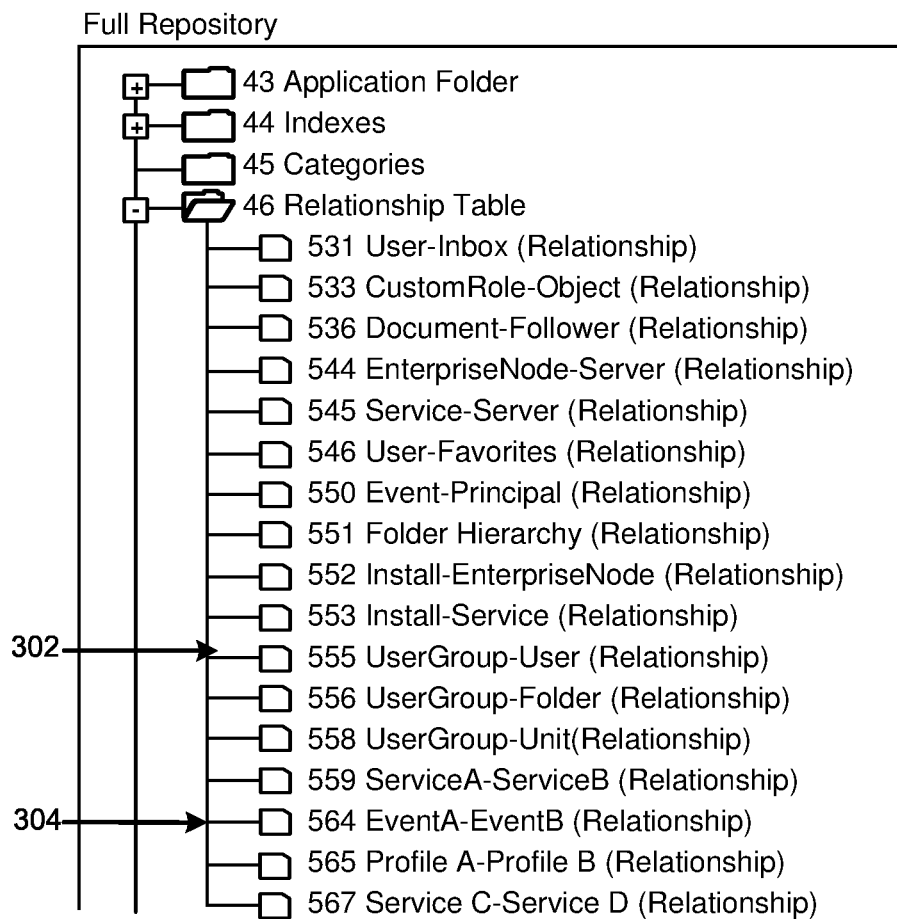 Full Repository
+ 43 Application Folder
+ 44 Indexes
45 Categories
- 46 Relationship Table
531 User-Inbox (Relationship)
533 CustomRole-Object (Relationship)
536 Document-Follower (Relationship)
544 EnterpriseNode-Server (Relationship)
545 Service-Server (Relationship)
546 User-Favorites (Relationship)
550 Event-Principal (Relationship)
551 Folder Hierarchy (Relationship)
552 Install-EnterpriseNode (Relationship)
553 Install-Service (Relationship)
302 555 UserGroup-User (Relationship)
556 UserGroup-Folder (Relationship)
558 UserGroup-Unit(Relationship)
559 ServiceA-ServiceB (Relationship)
304 564 EventA-EventB (Relationship)
565 Profile A-Profile B (Relationship)
567 Service C-Service D (Relationship)